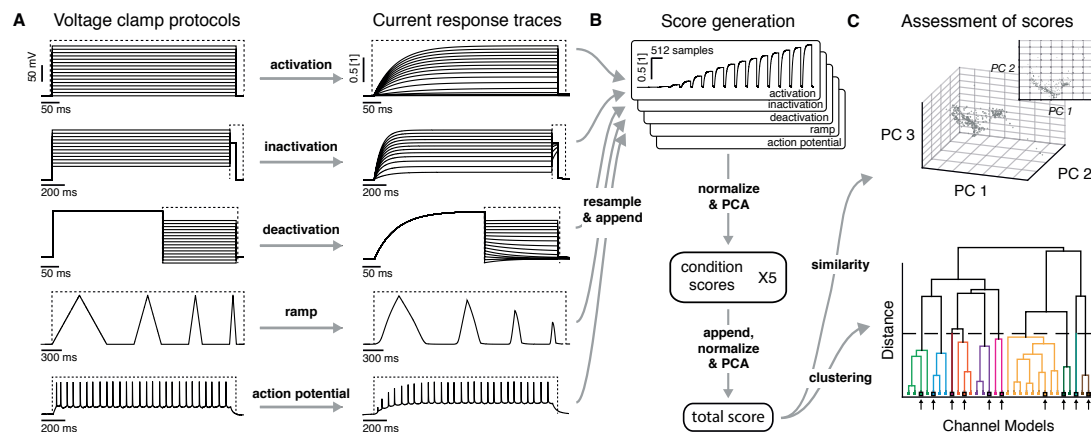 A
Voltage clamp protocols
Current response traces
50 mV
50 ms
activation
0.5 [1]
50 ms
200 ms
inactivation
200 ms
50 ms
deactivation
50 ms
300 ms
ramp
300 ms
200 ms
action potential
200 ms
resample
& append
B
Score generation
0.5 [1]
512 samples
activation
inactivation
deactivation
ramp
action potential
normalize
& PCA
condition
scores
X5
append,
normalize
& PCA
total score
similarity
clustering
C
Assessment of scores
PC 2
PC 1
PC 3
PC 1
PC 2
Distance
Channel Models